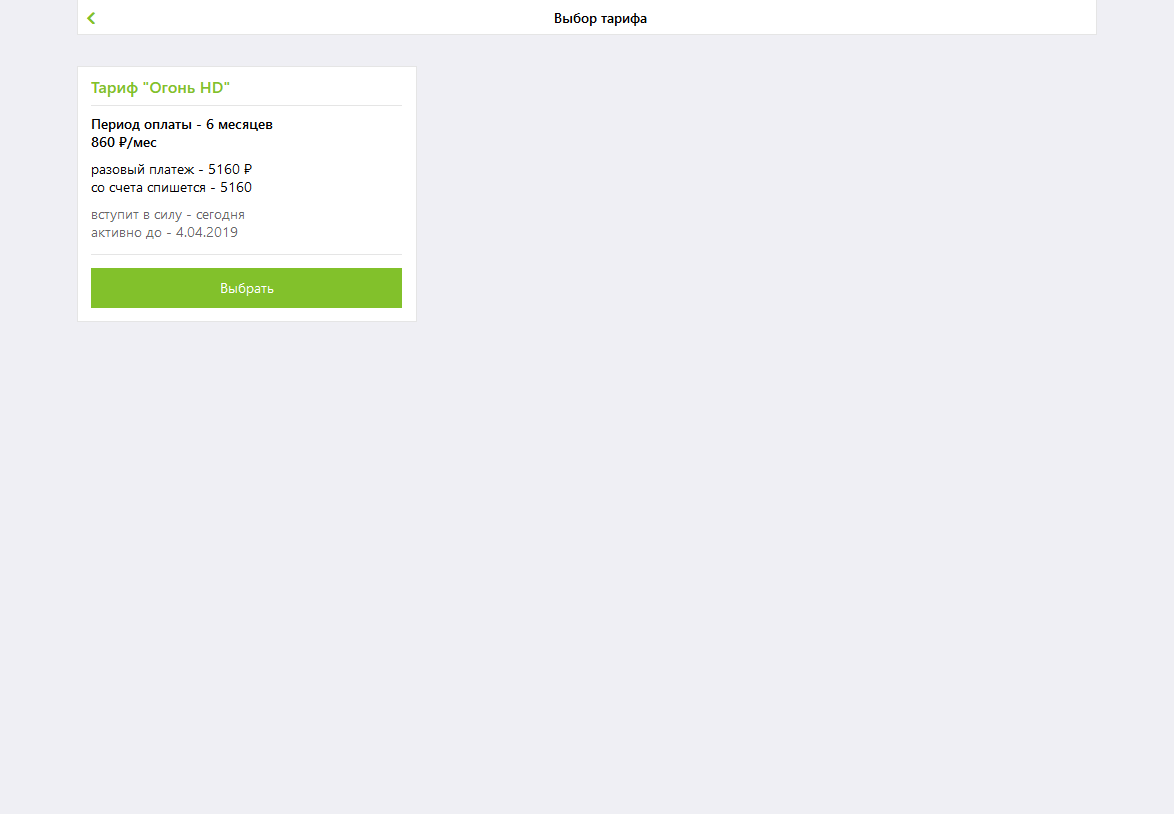 Выбор тарифа
Тариф "Огонь HD"
Период оплаты - 6 месяцев
860 ₽/мес
разовый платеж - 5160 ₽
со счета спишется - 5160
вступит в силу - сегодня
активно до - 4.04.2019
Выбрать